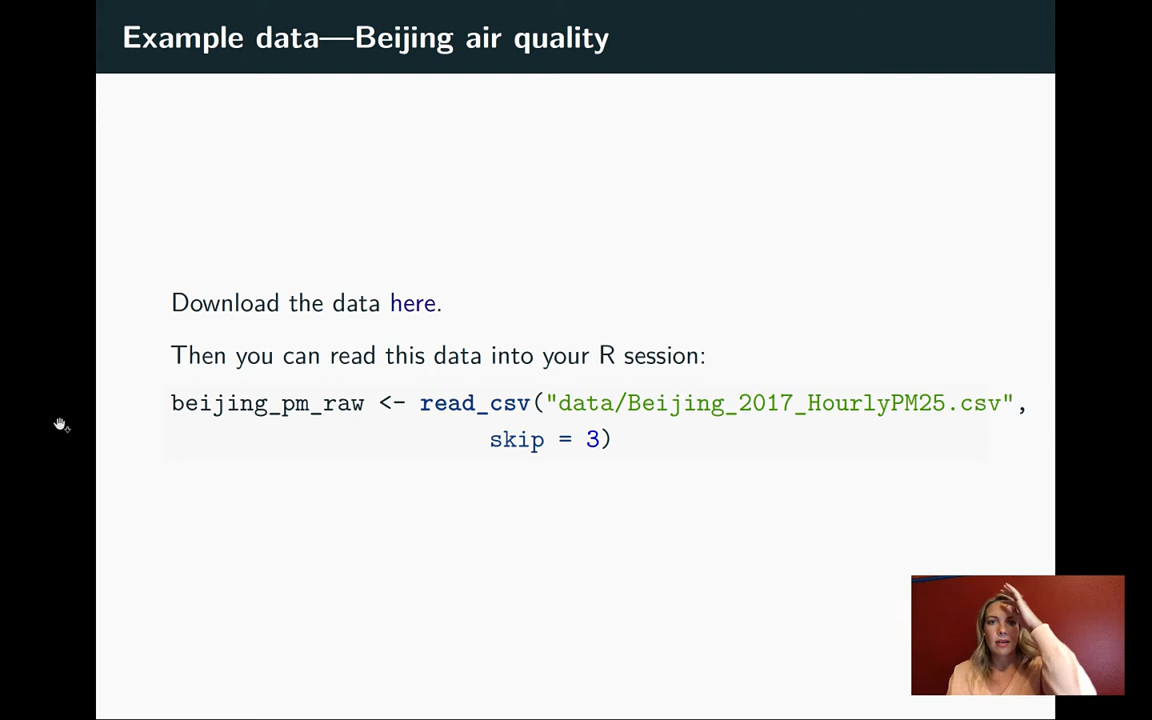 Example data—Beijing air quality
Download the data here.
Then you can read this data into your R session:
beijing_pm_raw <- read_csv("data/Beijing_2017_HourlyPM25.csv",
skip = 3)